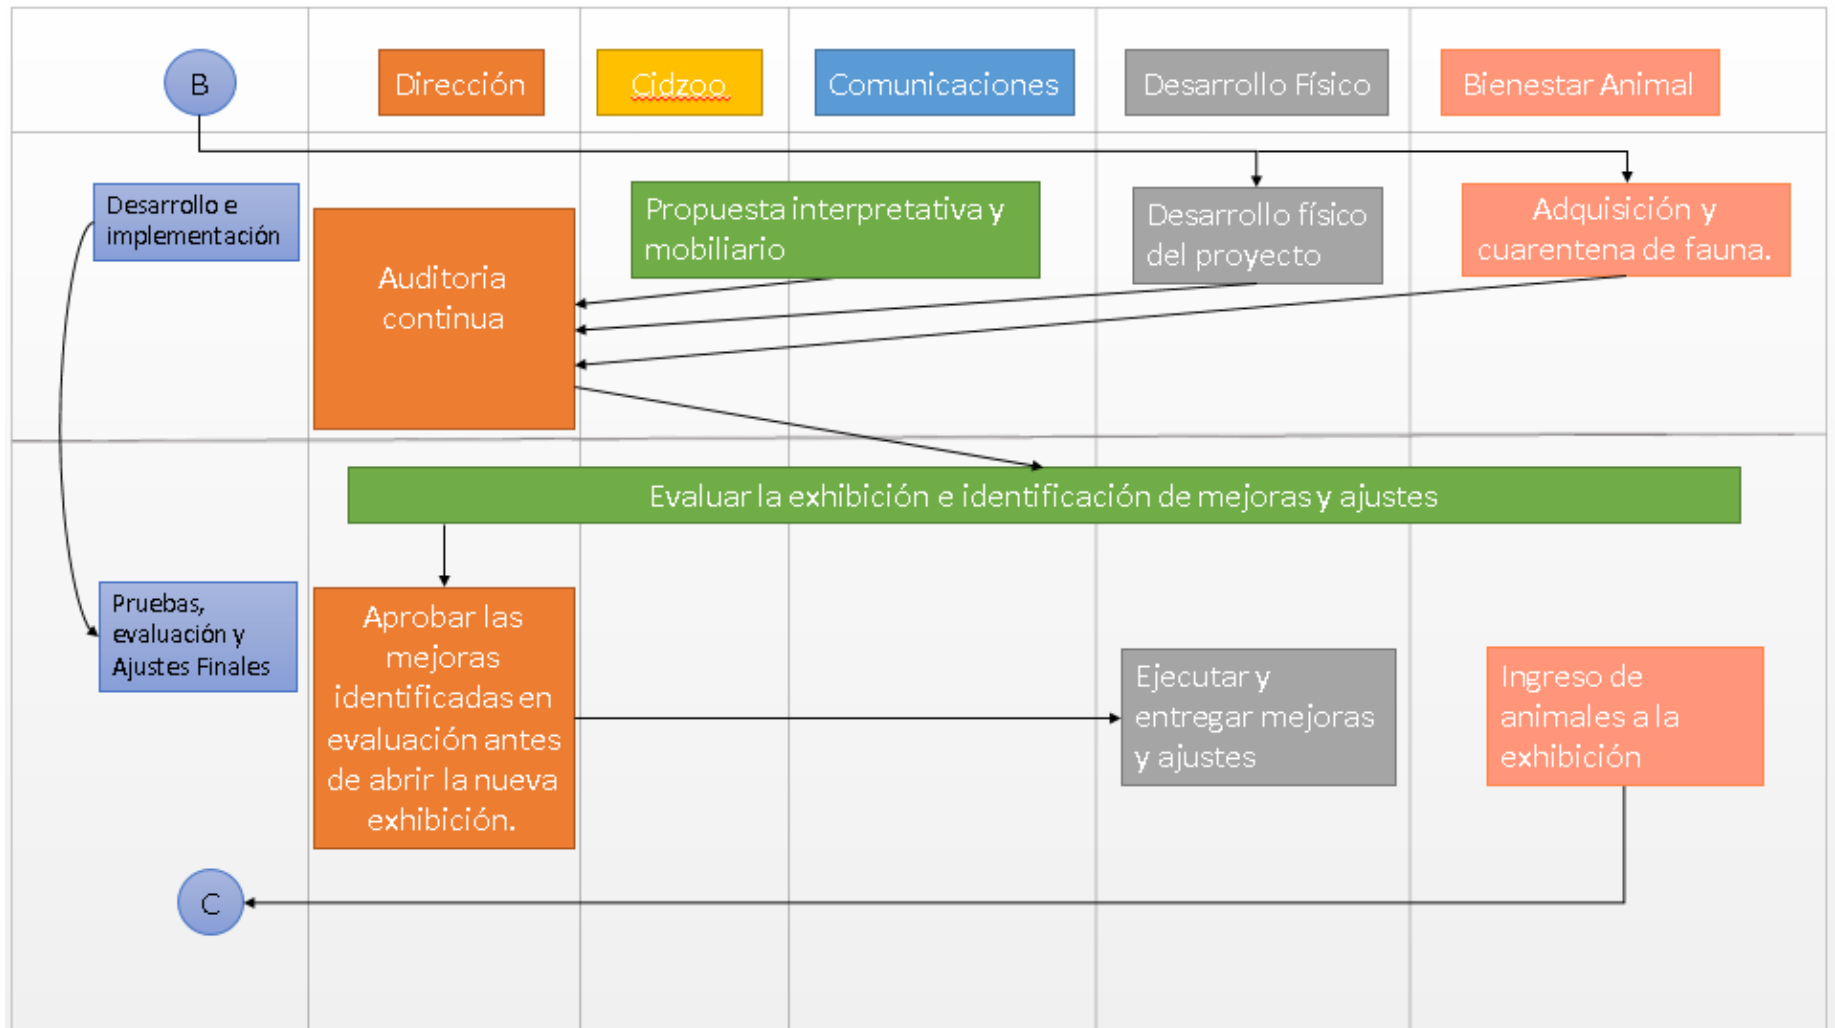 B
Dirección
Cidzoo
Comunicaciones
Desarrollo Físico
Bienestar Animal
Desarrollo e
implementación
Auditoria
continua
Propuesta interpretativa y
mobiliario
Desarrollo físico
del proyecto
Adquisición y
cuarentena de fauna.
Evaluar la exhibición e identificación de mejoras y ajustes
Pruebas,
evaluación y
Ajustes Finales
Aprobar las
mejoras
identificadas en
evaluación antes
de abrir la nueva
exhibición.
Ejecutar y
entregar mejoras
y ajustes
Ingreso de
animales a la
exhibición
C